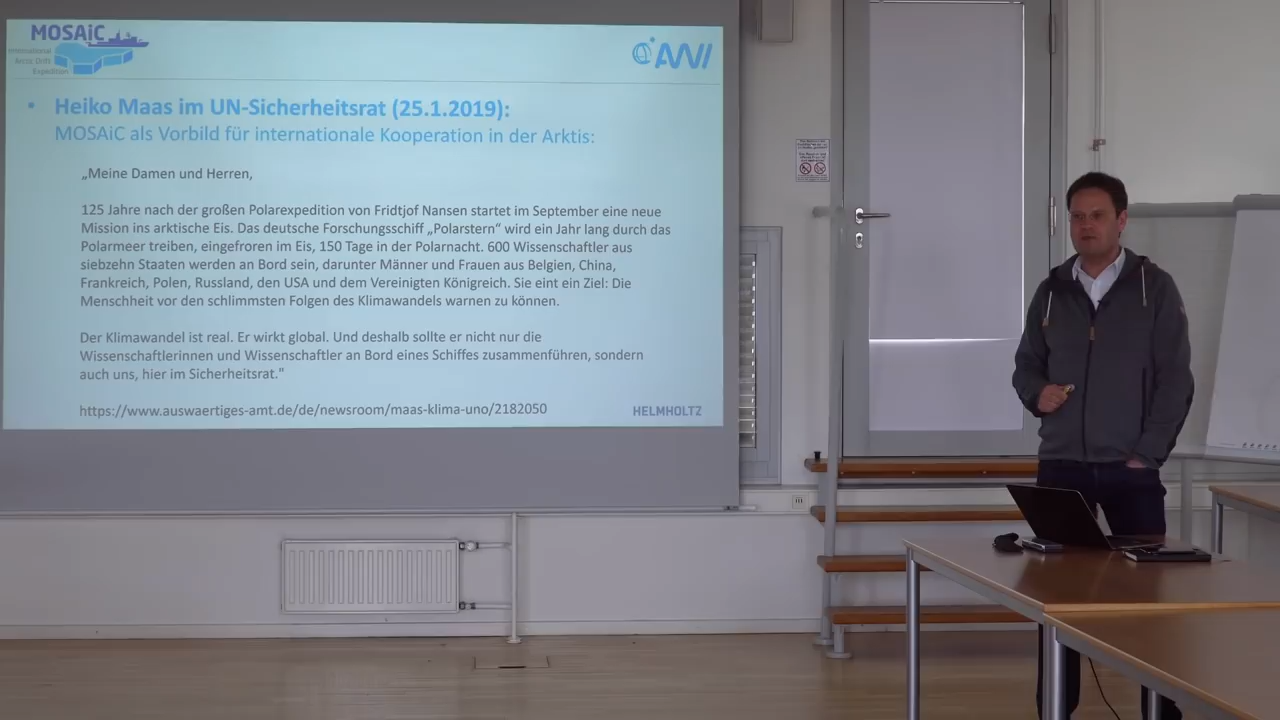 MOSAiC
International
Arctic Drift
Expedition
AWI
• Heiko Maas im UN-Sicherheitsrat (25.1.2019):
MOSAiC als Vorbild für internationale Kooperation in der Arktis:
„Meine Damen und Herren,
125 Jahre nach der großen Polarexpedition von Fridtjof Nansen startet im September eine neue
Mission ins arktische Eis. Das deutsche Forschungsschiff „Polarstern“ wird ein Jahr lang durch das
Polarmeer treiben, eingefroren im Eis, 150 Tage in der Polarnacht. 600 Wissenschaftler aus
siebzehn Staaten werden an Bord sein, darunter Männer und Frauen aus Belgien, China,
Frankreich, Polen, Russland, den USA und dem Vereinigten Königreich. Sie eint ein Ziel: Die
Menschheit vor den schlimmsten Folgen des Klimawandels warnen zu können.
Der Klimawandel ist real. Er wirkt global. Und deshalb sollte er nicht nur die
Wissenschaftlerinnen und Wissenschaftler an Bord eines Schiffes zusammenführen, sondern
auch uns, hier im Sicherheitsrat."
https://www.auswaertiges-amt.de/de/newsroom/maas-klima-uno/2182050
HELMHOLTZ